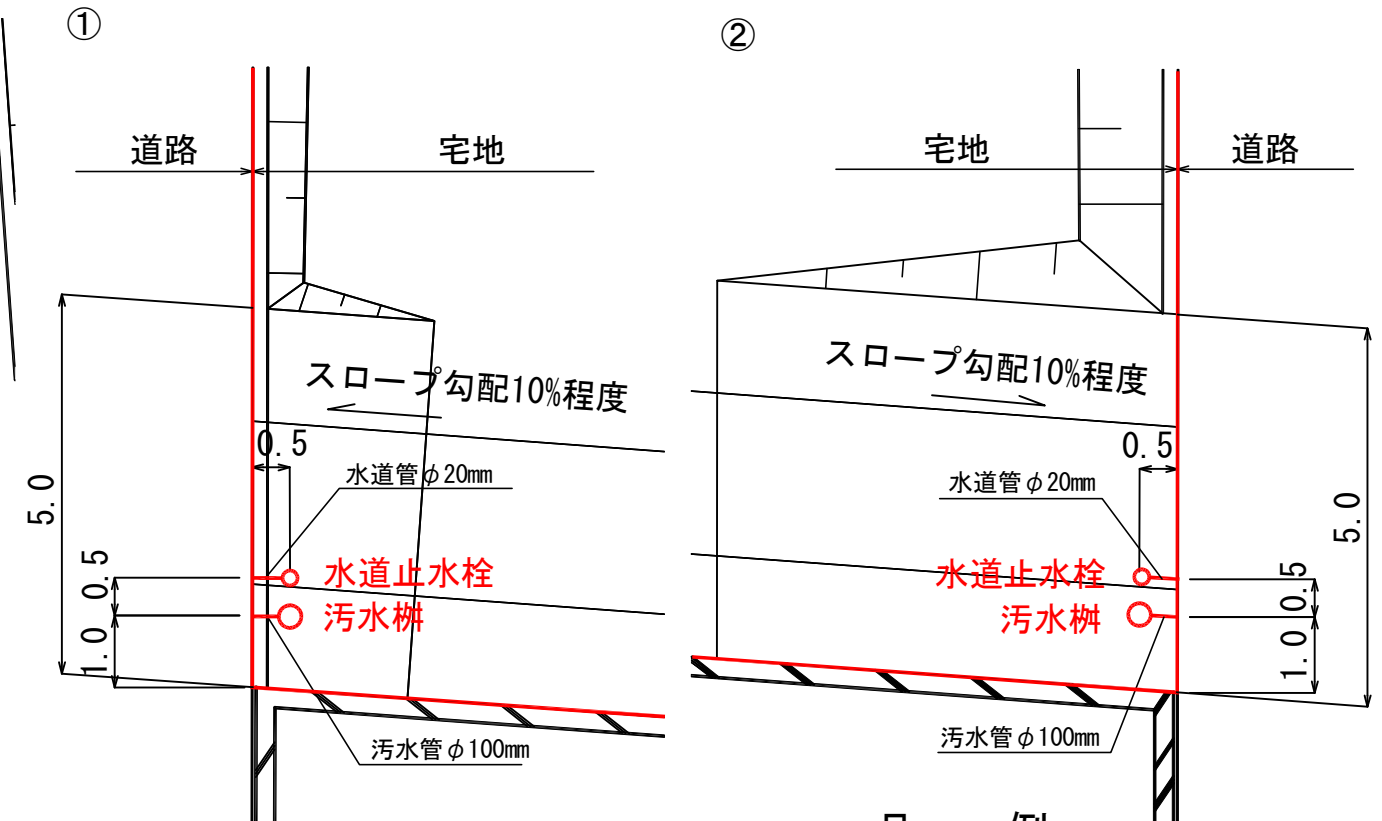 ①
道路
宅地
スロープ勾配10%程度
0.5
水道管φ20mm
5.0
0.5
水道止水栓
汚水桝
1.0
汚水管φ100mm
②
宅地
道路
スロープ勾配10%程度
0.5
水道管φ20mm
5.0
水道止水栓
0.5
汚水桝
1.0
汚水管φ100mm